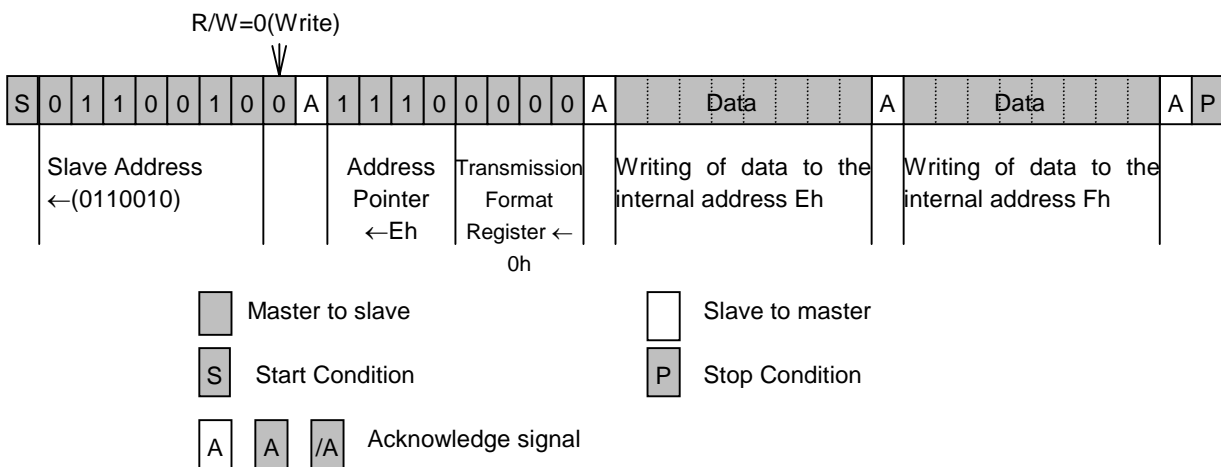 R/W=0(Write)
S 0 1 1 0 0 1 0 0 A 1 1 1 0 0 0 0 0 A Data A Data A P
Slave Address
←(0110010)
Address
Pointer
←Eh
Transmission
Format
Register ←
0h
Writing of data to the
internal address Eh
Writing of data to the
internal address Fh
Master to slave
Slave to master
S Start Condition
P Stop Condition
A A /A Acknowledge signal